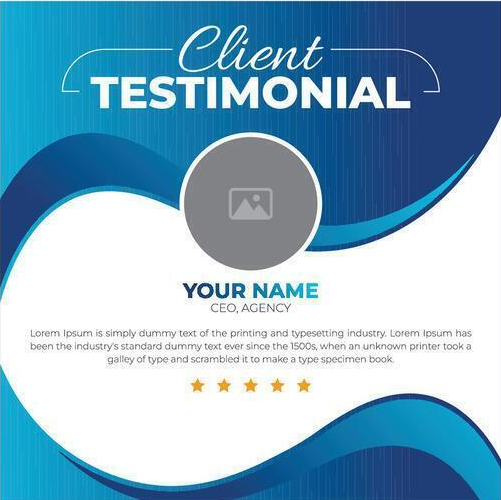 Client
TESTIMONIAL
YOUR NAME
CEO, AGENCY
Lorem Ipsum is simply dummy text of the printing and typesetting industry. Lorem Ipsum has
been the industry's standard dummy text ever since the 1500s, when an unknown printer took a
galley of type and scrambled it to make a type specimen book.